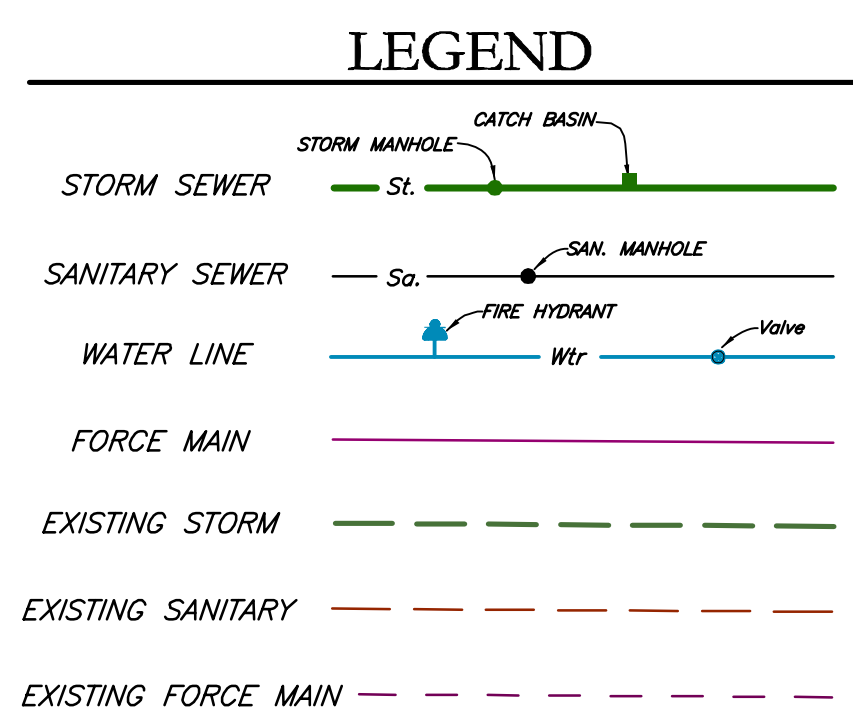 LEGEND
CATCH BASIN
STORM MANHOLE
STORM SEWER St.
SAN. MANHOLE
SANITARY SEWER Sa.
FIRE HYDRANT
Valve
WATER LINE Wtr
FORCE MAIN
EXISTING STORM
EXISTING SANITARY
EXISTING FORCE MAIN